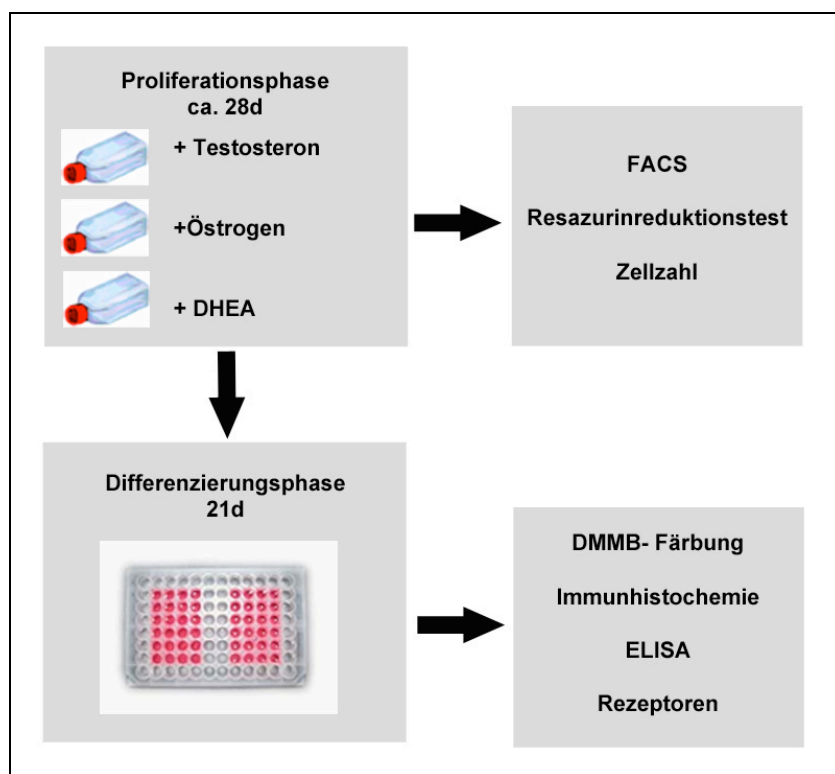 Proliferationsphase
ca. 28d
+ Testosteron
+Östrogen
+ DHEA
FACS
Resazurinreduktionstest
Zellzahl
Differenzierungsphase
21d
DMMB- Färbung
Immunhistochemie
ELISA
Rezeptoren